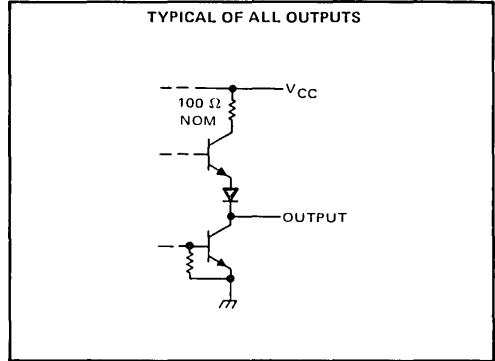 TYPICAL OF ALL OUTPUTS
VCC
100 Ω
NOM
OUTPUT